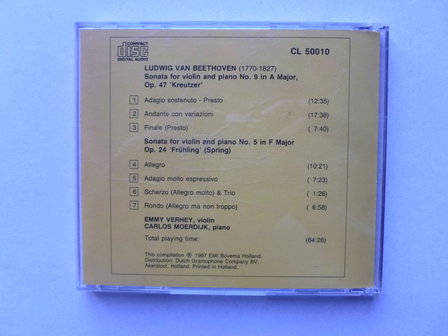 COMPACT
disc
DIGITAL AUDIO
CL 50010
LUDWIG VAN BEETHOVEN (1770-1827)
Sonata for violin and piano No. 9 in A Major,
Op. 47 'Kreutzer'
1 Adagio sostenuto - Presto (12:35)
2 Andante con variazioni (17:38)
3 Finale (Presto) ( 7:40)
Sonata for violin and piano No. 5 in F Major
Op. 24 'Frühling' (Spring)
4 Allegro (10:21)
5 Adagio molto espressivo ( 7:23)
6 Scherzo (Allegro molto) & Trio ( 1:26)
7 Rondo (Allegro ma non troppo) ( 6:58)
EMMY VERHEY, violin
CARLOS MOERDIJK, piano
Total playing time: (64:26)
This compilation ℗ 1987 EMI Bovema Holland.
Distribution: Dutch Gramophone Company BV.
Akersloot, Holland. Printed in Holland.